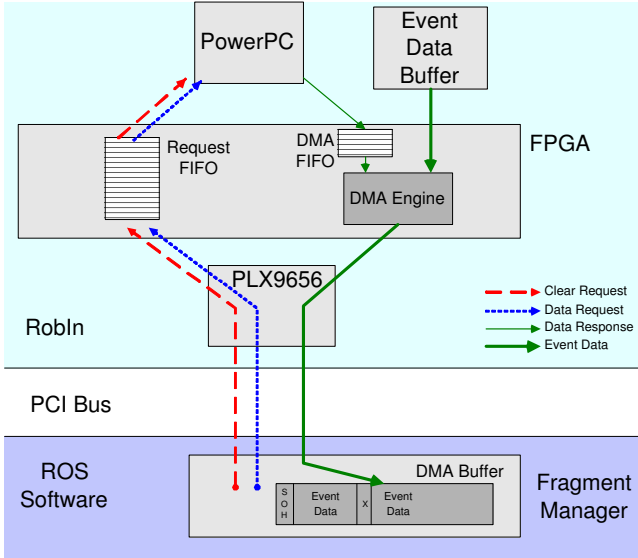 PowerPC
Event
Data
Buffer
Request
FIFO
DMA
FIFO
FPGA
DMA Engine
PLX9656
Clear Request
Data Request
Data Response
Event Data
RobIn
PCI Bus
ROS
Software
DMA Buffer
S
O
H
Event
Data
X
Event
Data
Fragment
Manager